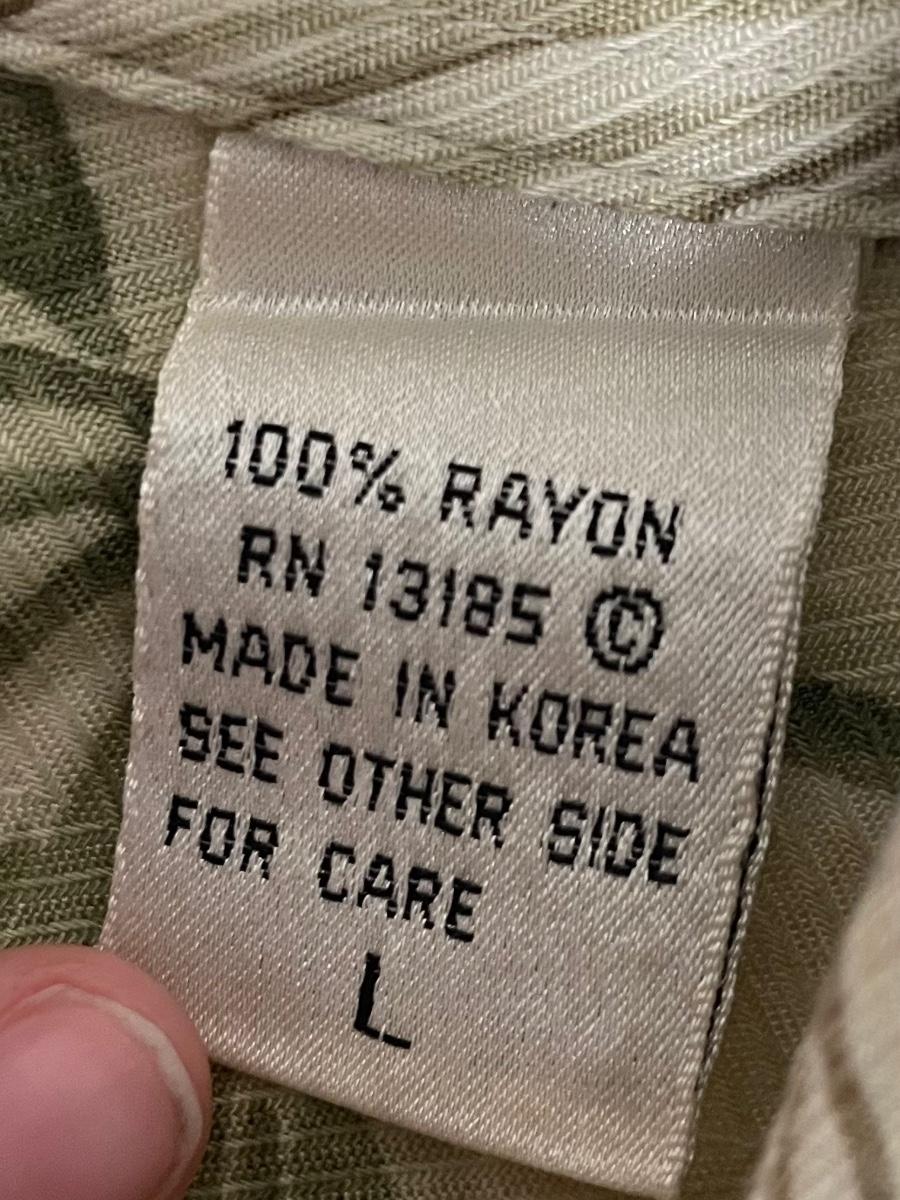 100% RAYON
RN 13185 ©
MADE IN KOREA
SEE OTHER SIDE
FOR CARE
L